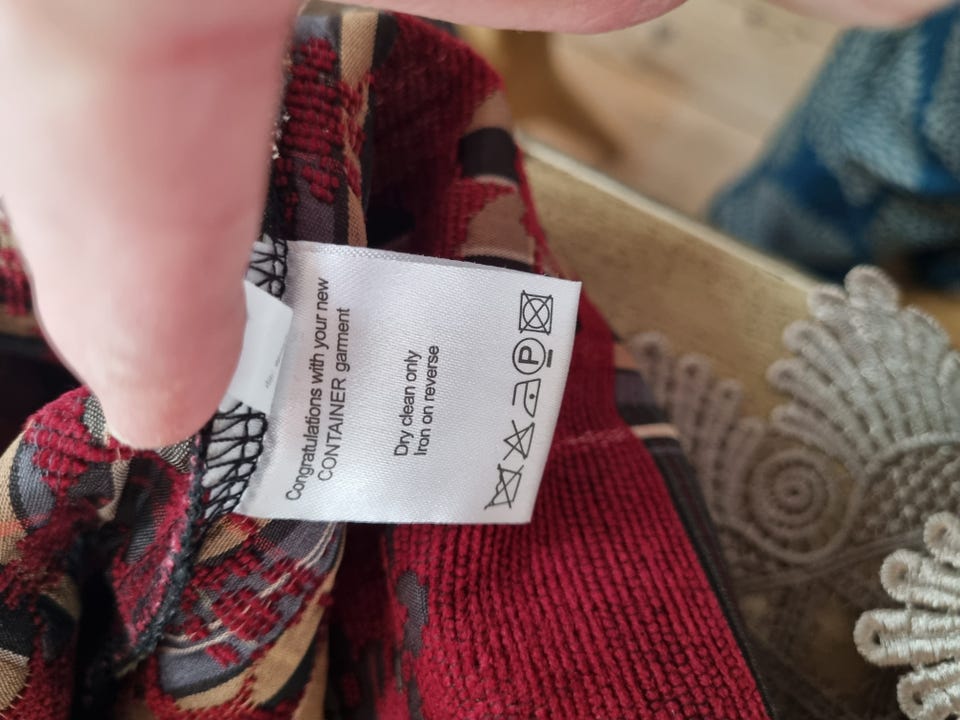 Congratulations with your new
CONTAINER garment
Dry clean only
Iron on reverse
P